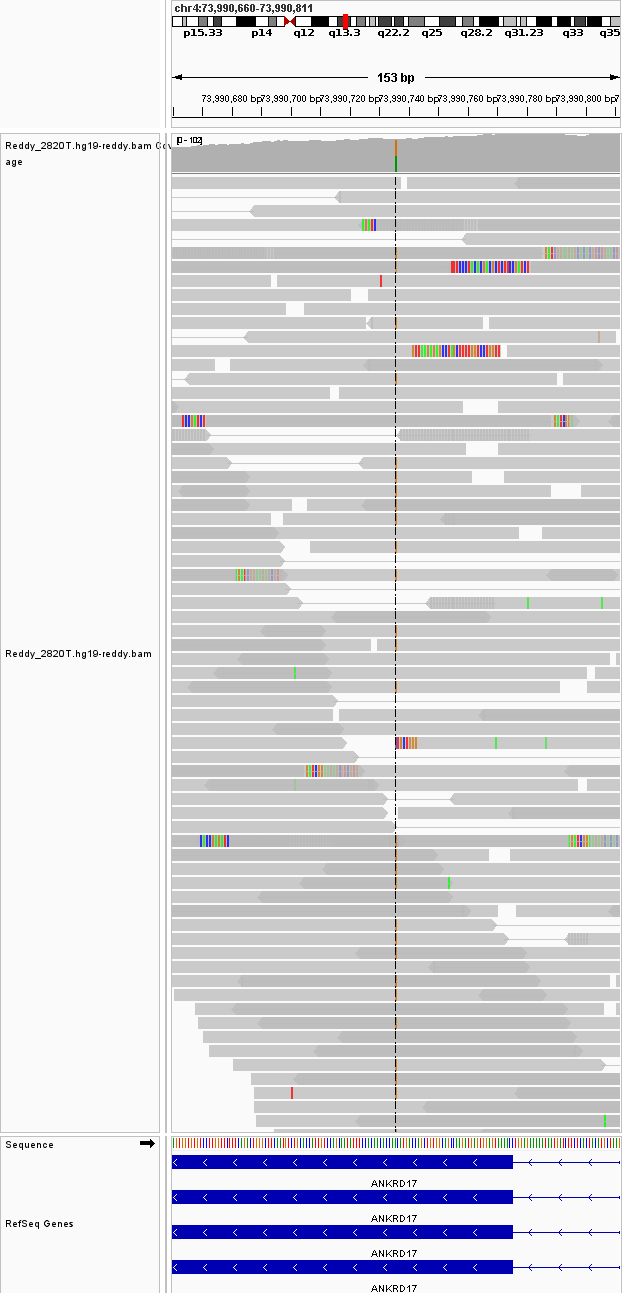 chr4:73,990,660-73,990,811
p15.33 p14 q12 q13.3 q22.2 q25 q28.2 q31.23 q33 q35
153 bp
73,990,680 bp 73,990,700 bp 73,990,720 bp 73,990,740 bp 73,990,760 bp 73,990,780 bp 73,990,800 bp 7
Reddy_2820T.hg19-reddy.bam Cov
age
[0 - 102]
Reddy_2820T.hg19-reddy.bam
Sequence
ANKRD17
ANKRD17
RefSeq Genes
ANKRD17
ANKRD17